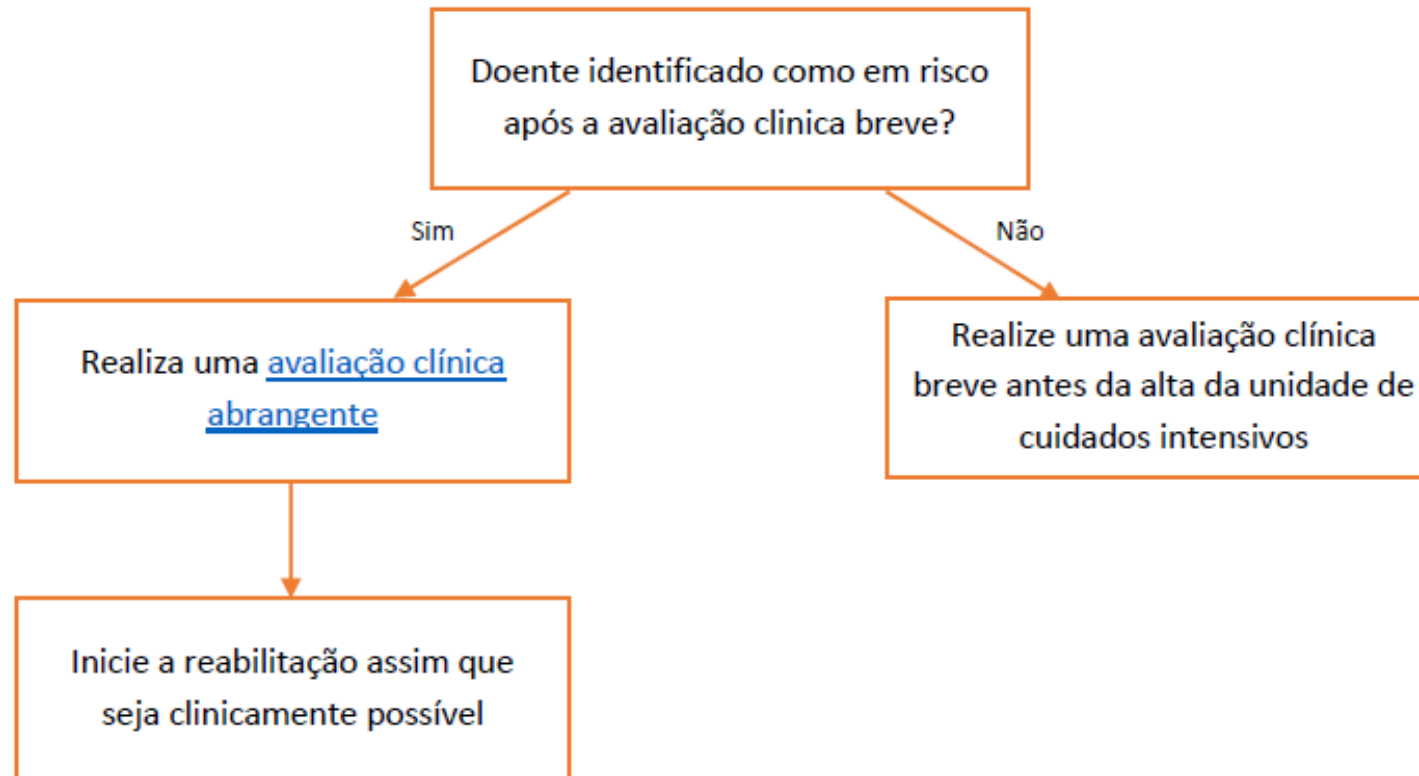 Doente identificado como em risco
após a avaliação clinica breve?
Sim
Não
Realiza uma avaliação clínica
abrangente
Realize uma avaliação clínica
breve antes da alta da unidade de
cuidados intensivos
Inicie a reabilitação assim que
seja clinicamente possível